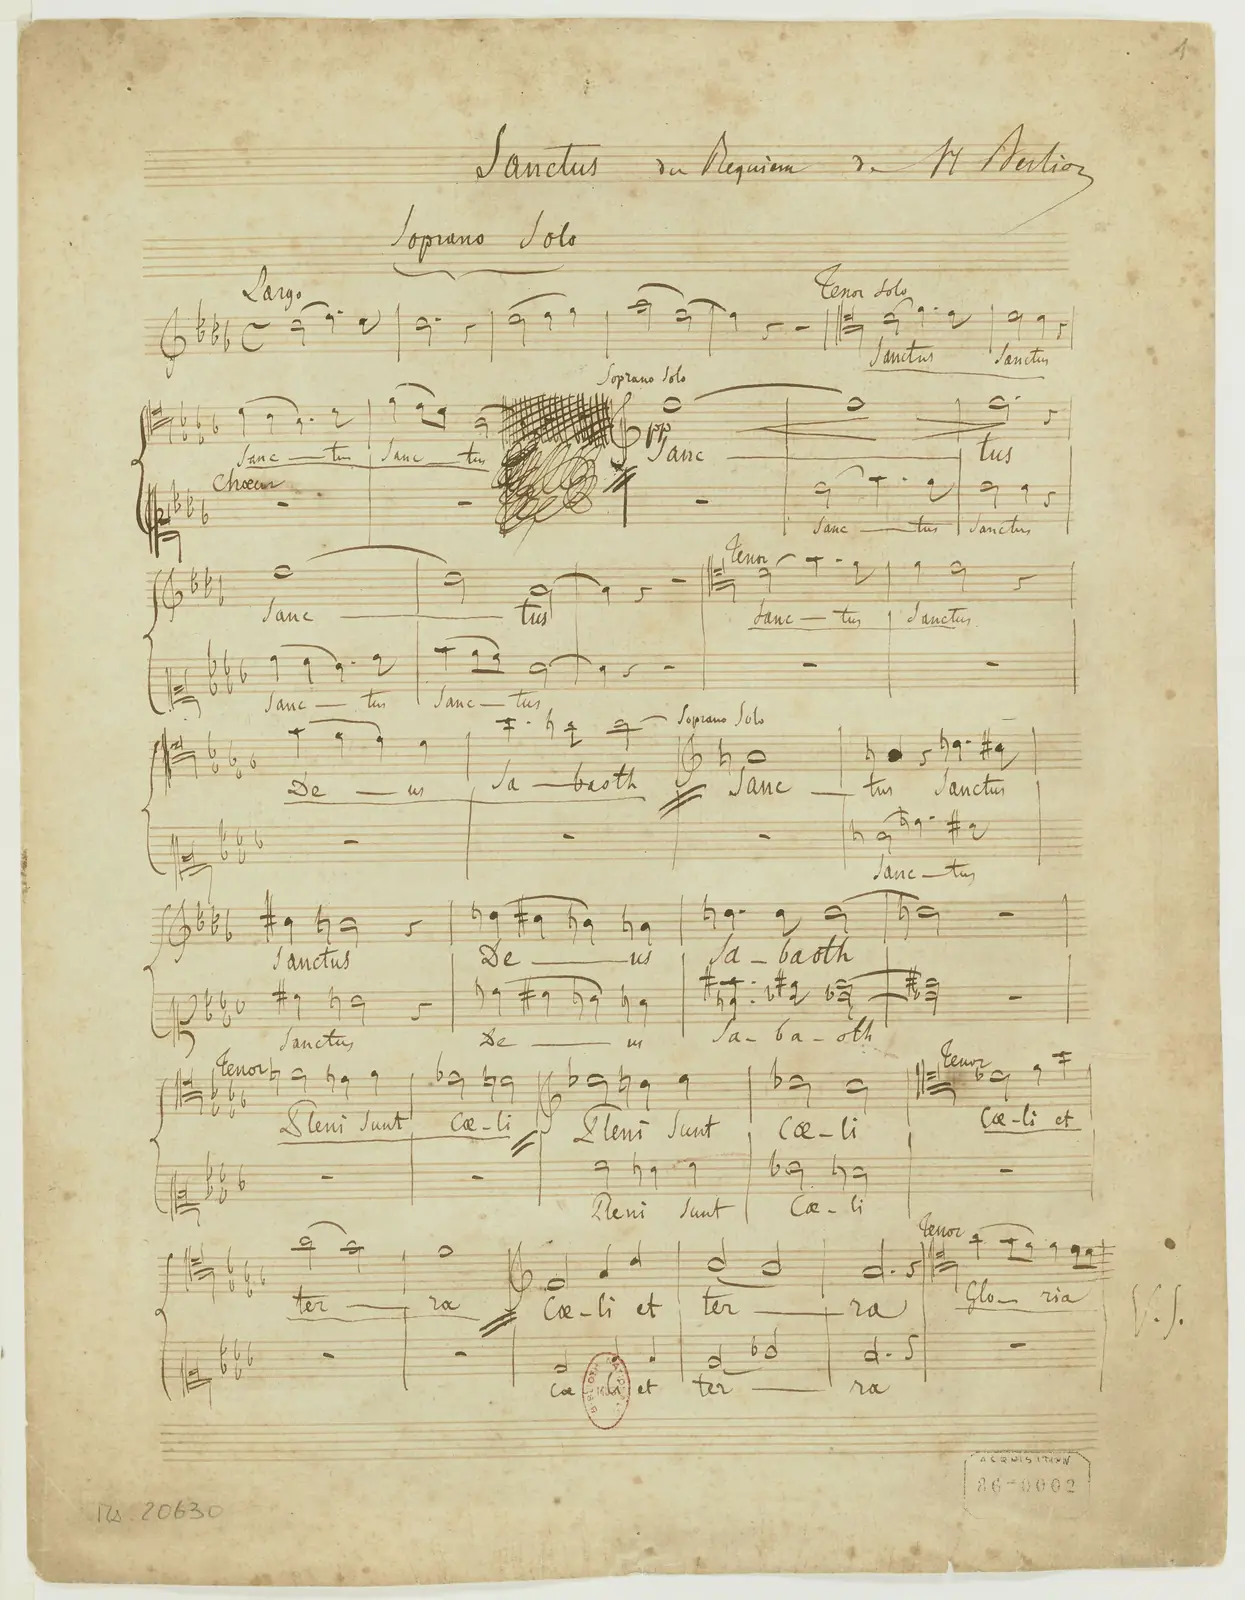 1
Sanctus du Requiem de H Berlioz
Soprano Solo
Largo
Tenor Solo
Sanctus Sanctus
Soprano Solo
pp
Sanc — tus Sanc — tus Sanc — tus
Chœur
Sanc — tus Sanctus
Tenor
Sanc — tus Sanc — tus Sanctus
Sanc — tus Sanc — tus
Soprano Solo
De — us Sa — baoth Sanc — tus Sanctus
Sanc — tus
Sanctus De — us Sa - baoth
Sanctus De — us Sa - ba - oth
Tenor Tenor
Pleni Sunt Cœ - li Pleni Sunt Cœ - li Cœ - li et
Pleni Sunt Cœ - li
Tenor
ter — ra Cœ - li et ter — ra Glo - ria
V. S.
Cœ et ter — ra
ACQUISITION
86-0002
Ms. 20630